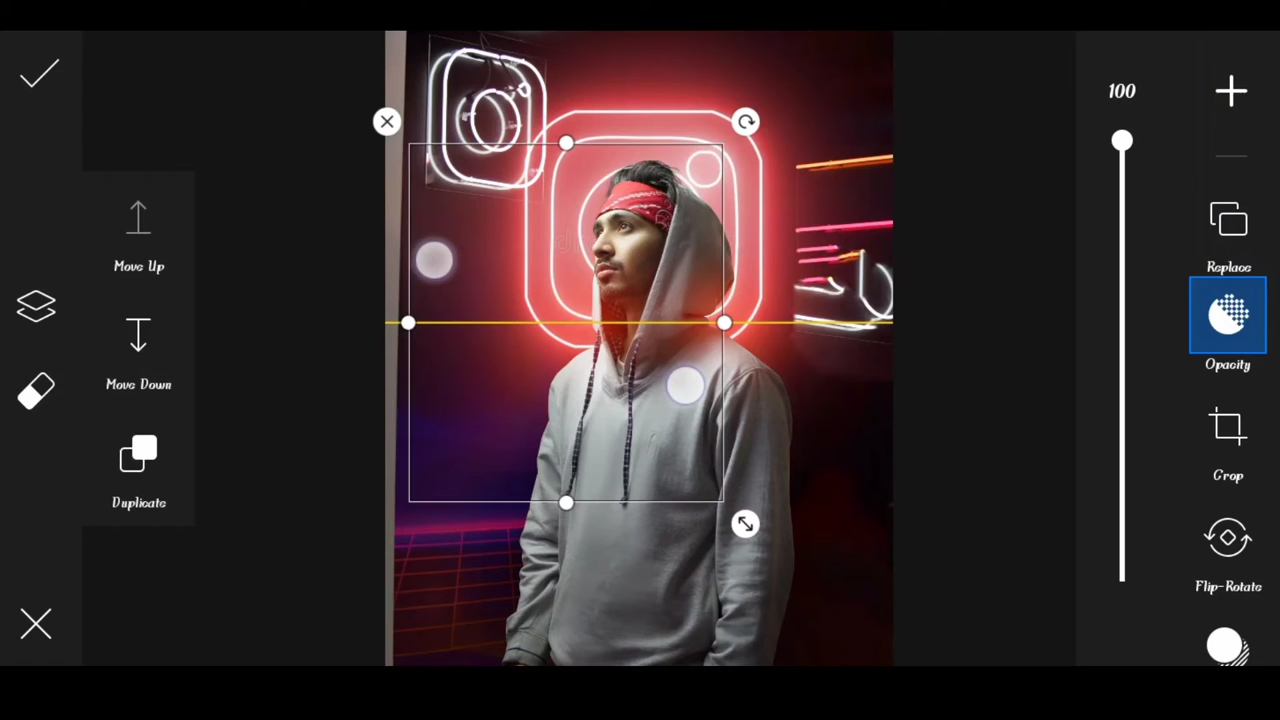 100
Move Up
Replace
Move Down
Opacity
Crop
Duplicate
Flip-Rotate